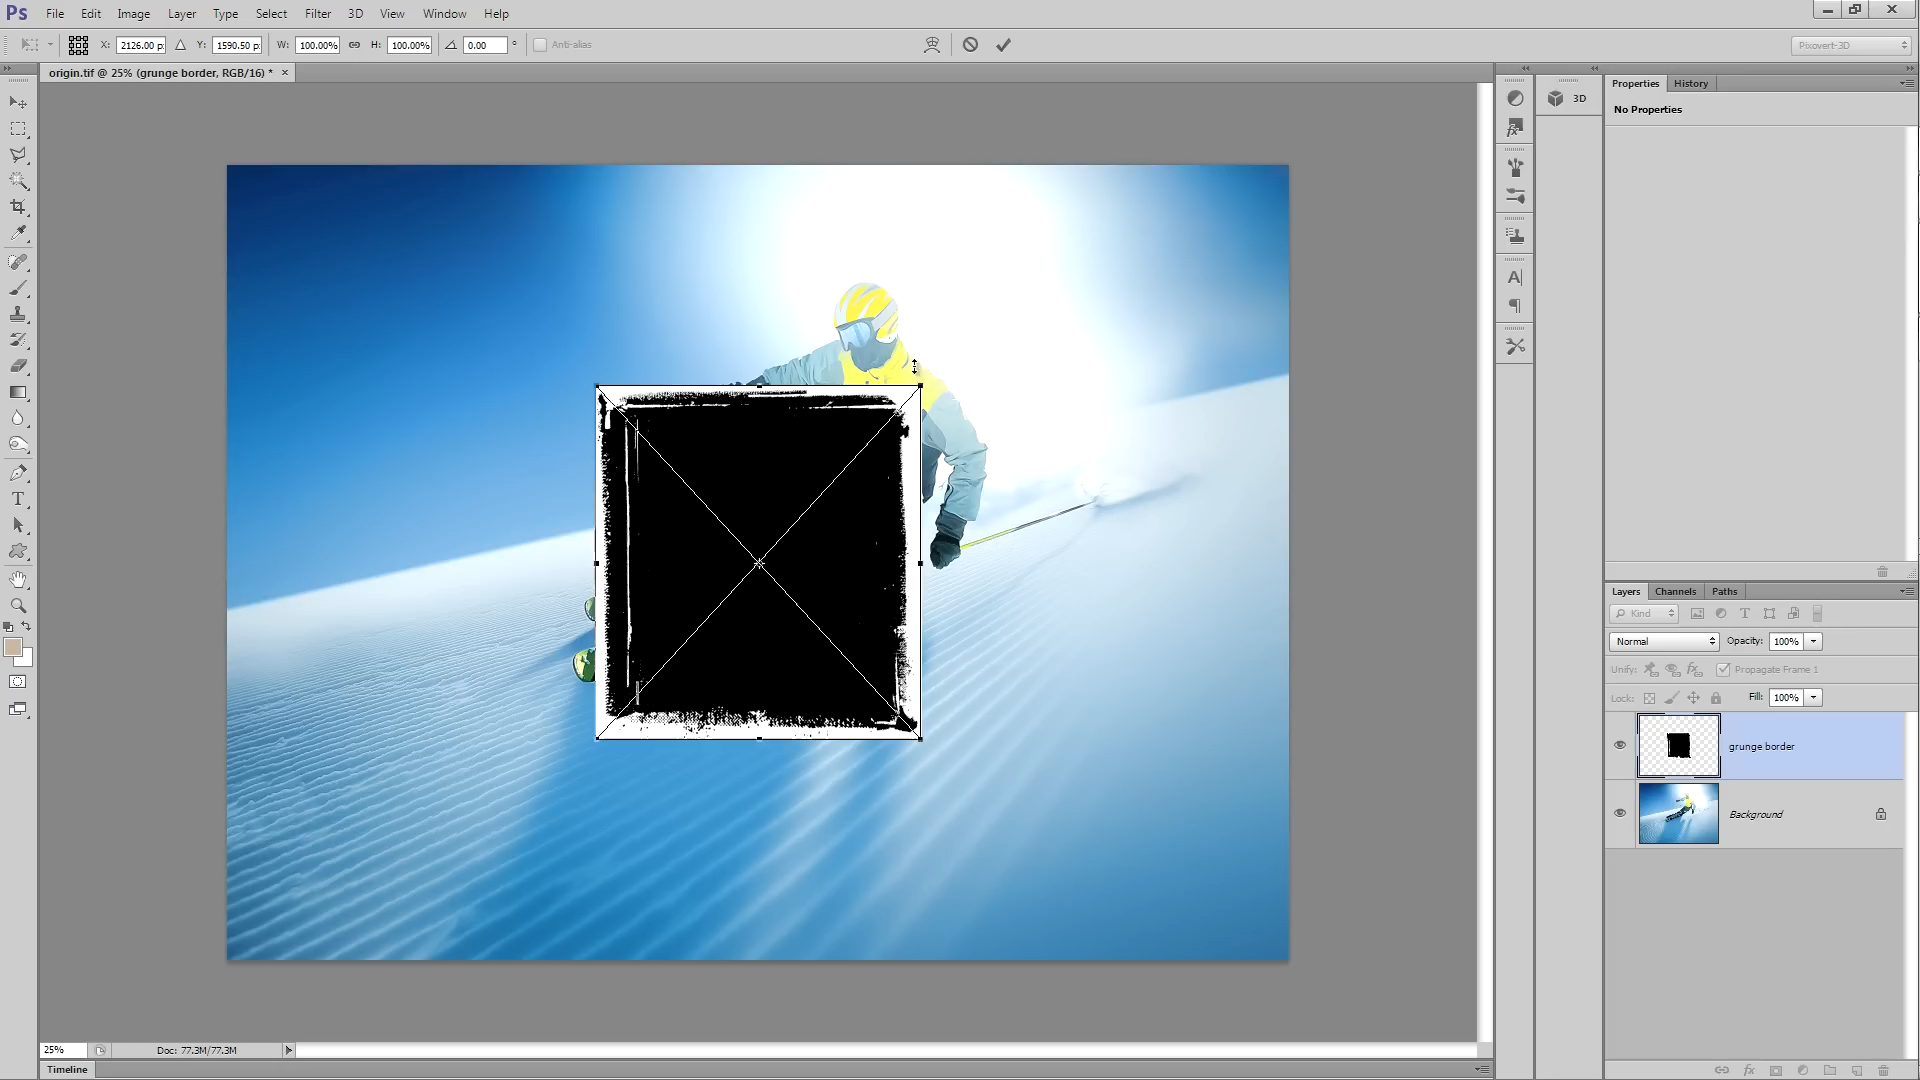 Ps File Edit Image Layer Type Select Filter 3D View Window Help
X: 2126.00 p: Y: 1590.50 p: W: 100.00% H: 100.00% 0.00 ° Anti-alias Pixovert-3D
origin.tif @ 25% (grunge border, RGB/16) * ×
Properties History
3D
No Properties
Layers Channels Paths
Kind
Normal Opacity: 100%
Unify: Propagate Frame 1
Lock: Fill: 100%
grunge border
Background
25% Doc: 77.3M/77.3M
Timeline